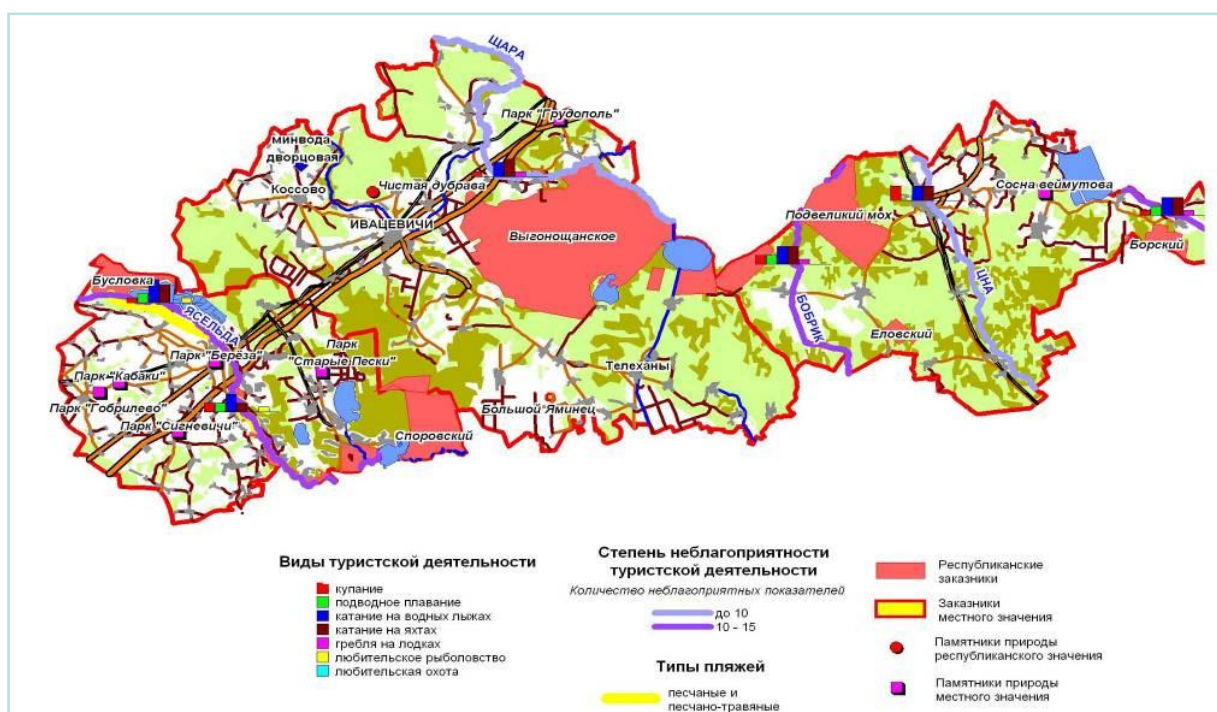 ЩАРА
Парк "Грудополь"
минвода
дворцовая
Коссово
Чистая дубрава
ИВАЦЕВИЧИ
Выгонощанское
Сосна веймутова
Подвеликий мох
Борский
ЦНА
БОБРИК
Еловский
Бусловка
ЯСЕЛЬДА
Парк "Берёза"
Парк
"Старые Пески"
Парк "Кабаки"
Парк "Гобрилево"
Парк "Сигневичи"
Телеханы
Большой Яминец
Споровский
Виды туристской деятельности
купание
подводное плавание
катание на водных лыжах
катание на яхтах
гребля на лодках
любительское рыболовство
любительская охота
Степень неблагоприятности
туристской деятельности
Количество неблагоприятных показателей
до 10
10 - 15
Типы пляжей
песчаные и
песчано-травяные
Республиканские
заказники
Заказники
местного значения
Памятники природы
республиканского значения
Памятники природы
местного значения